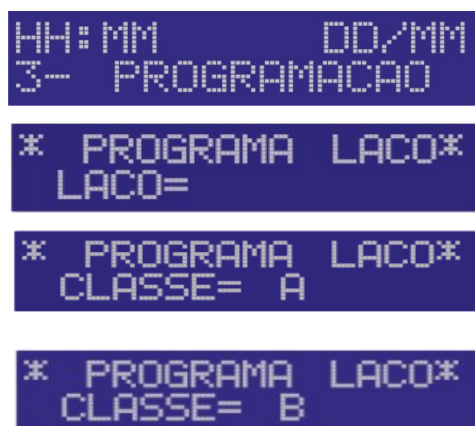 HH:MM DD/MM
3- PROGRAMACAO
* PROGRAMA LACO*
LACO=
* PROGRAMA LACO*
CLASSE= A
* PROGRAMA LACO*
CLASSE= B